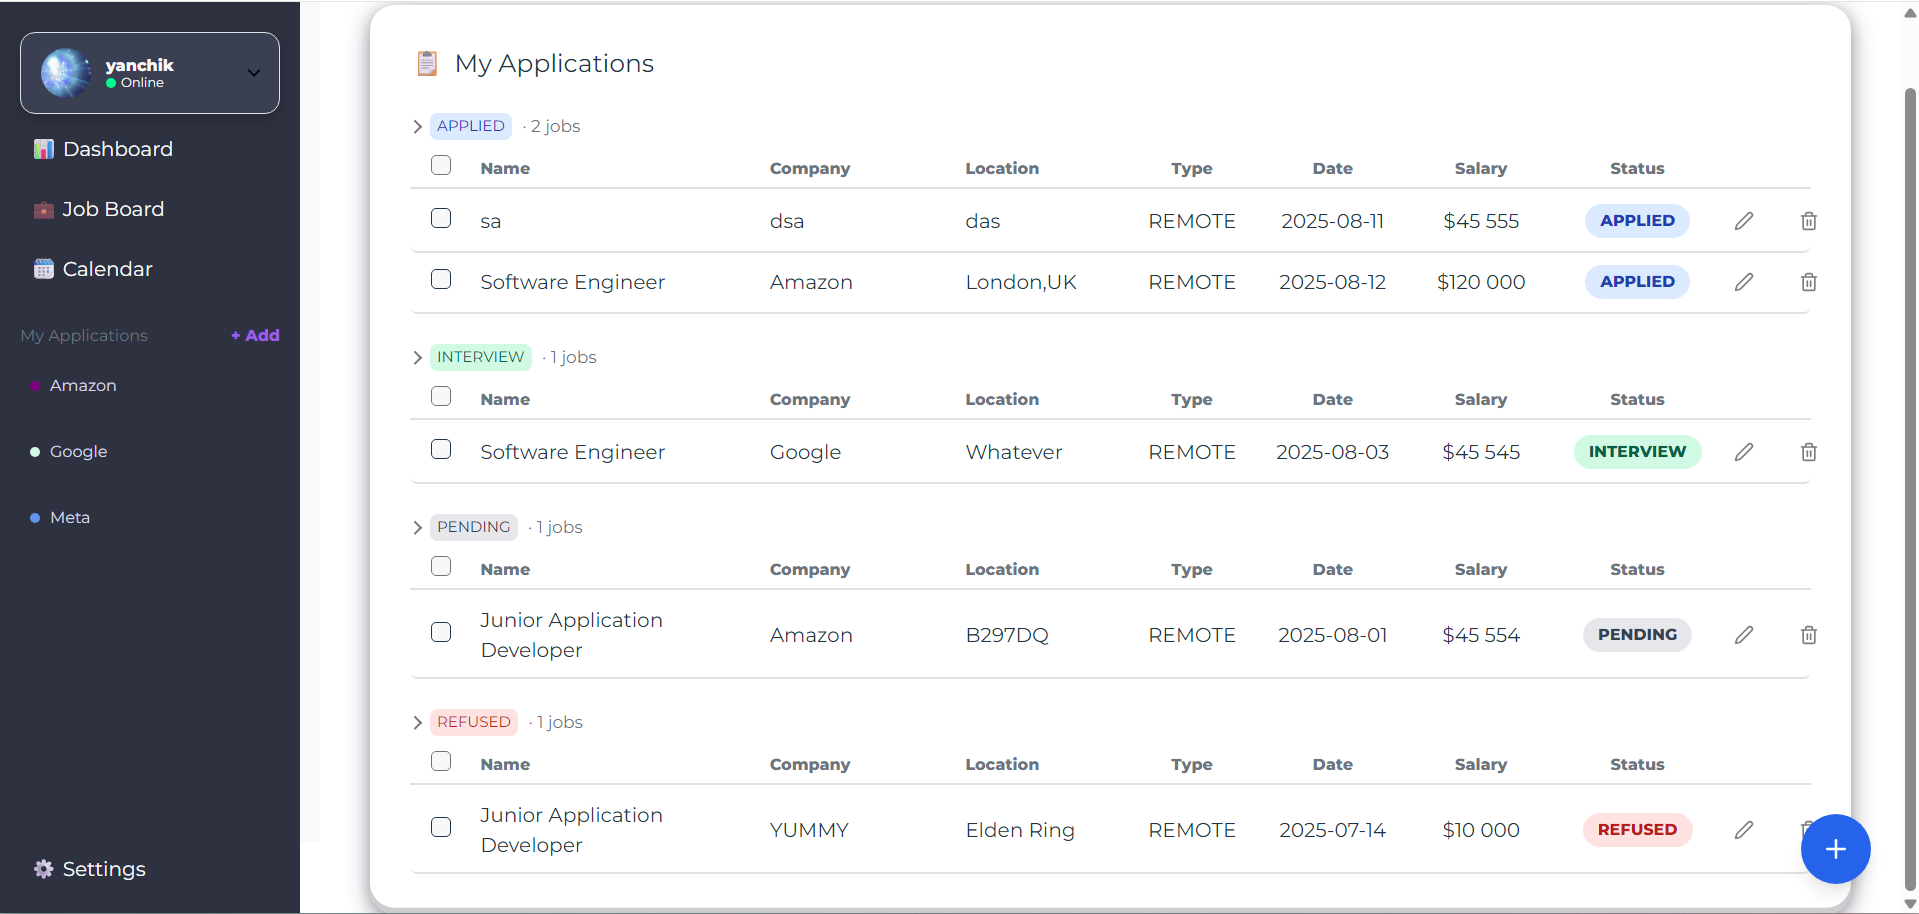 yanchik
Online
Dashboard
Job Board
Calendar
My Applications + Add
Amazon
Google
Meta
Settings
My Applications
APPLIED · 2 jobs
Name Company Location Type Date Salary Status
sa dsa das REMOTE 2025-08-11 $45 555 APPLIED
Software Engineer Amazon London,UK REMOTE 2025-08-12 $120 000 APPLIED
INTERVIEW · 1 jobs
Name Company Location Type Date Salary Status
Software Engineer Google Whatever REMOTE 2025-08-03 $45 545 INTERVIEW
PENDING · 1 jobs
Name Company Location Type Date Salary Status
Junior Application
Developer Amazon B297DQ REMOTE 2025-08-01 $45 554 PENDING
REFUSED · 1 jobs
Name Company Location Type Date Salary Status
Junior Application
Developer YUMMY Elden Ring REMOTE 2025-07-14 $10 000 REFUSED
+